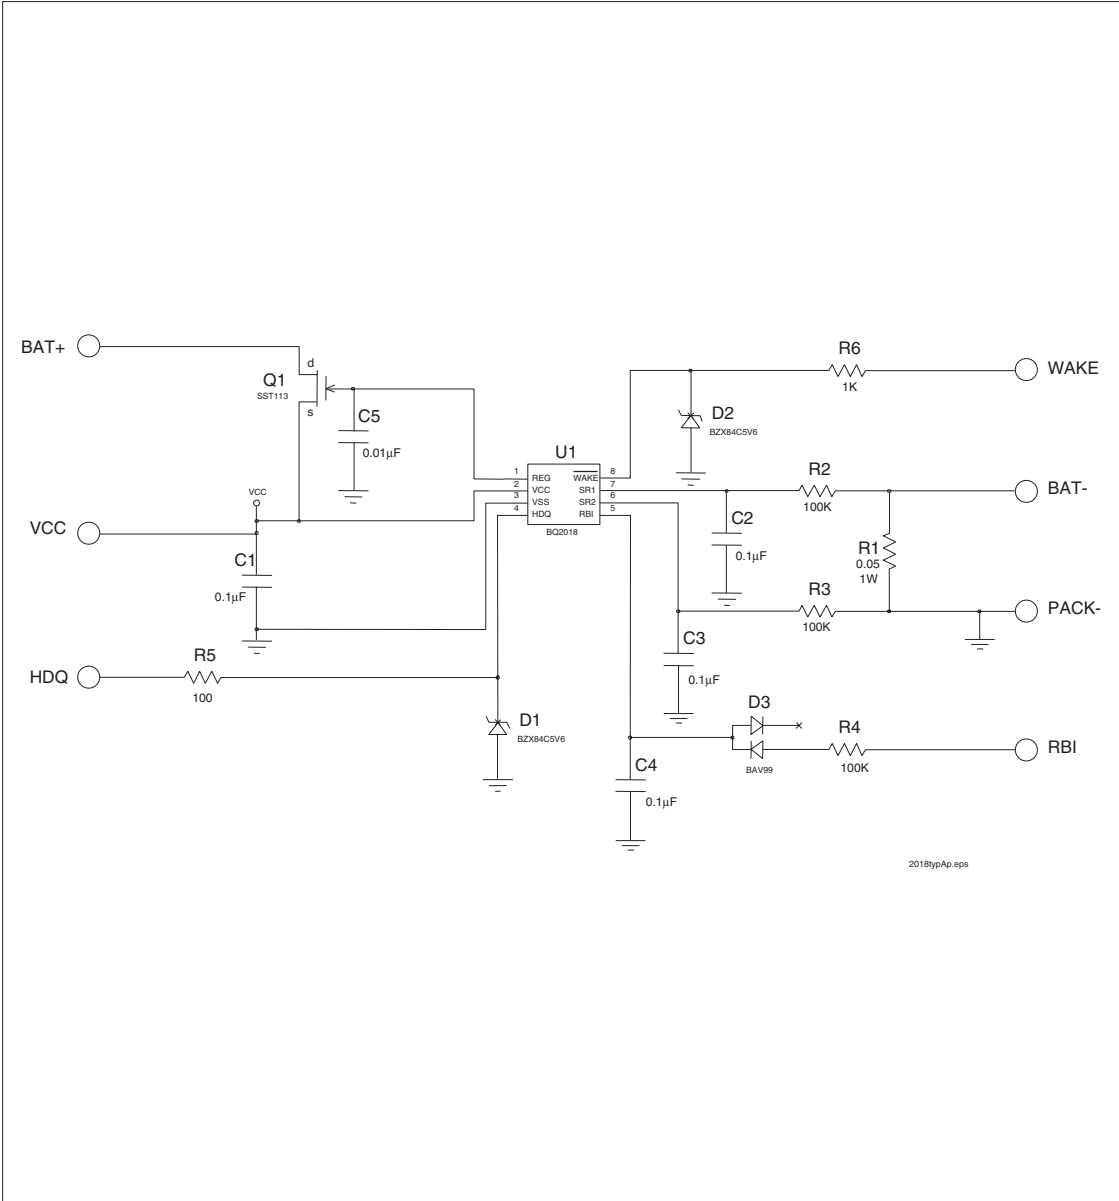 BAT+
d
Q1
SST113
s
C5
0.01µF
VCC
VCC
C1
0.1µF
HDQ
R5
100
D1
BZX84C5V6
U1
1 REG
2 VCC
3 VSS
4 HDQ
WAKE 8
SR1 7
SR2 6
RBI 5
BQ2018
R6
1K
WAKE
D2
BZX84C5V6
R2
100K
BAT-
C2
0.1µF
R1
0.05
1W
R3
100K
PACK-
C3
0.1µF
D3
BAV99
R4
100K
RBI
C4
0.1µF
2018typAp.eps